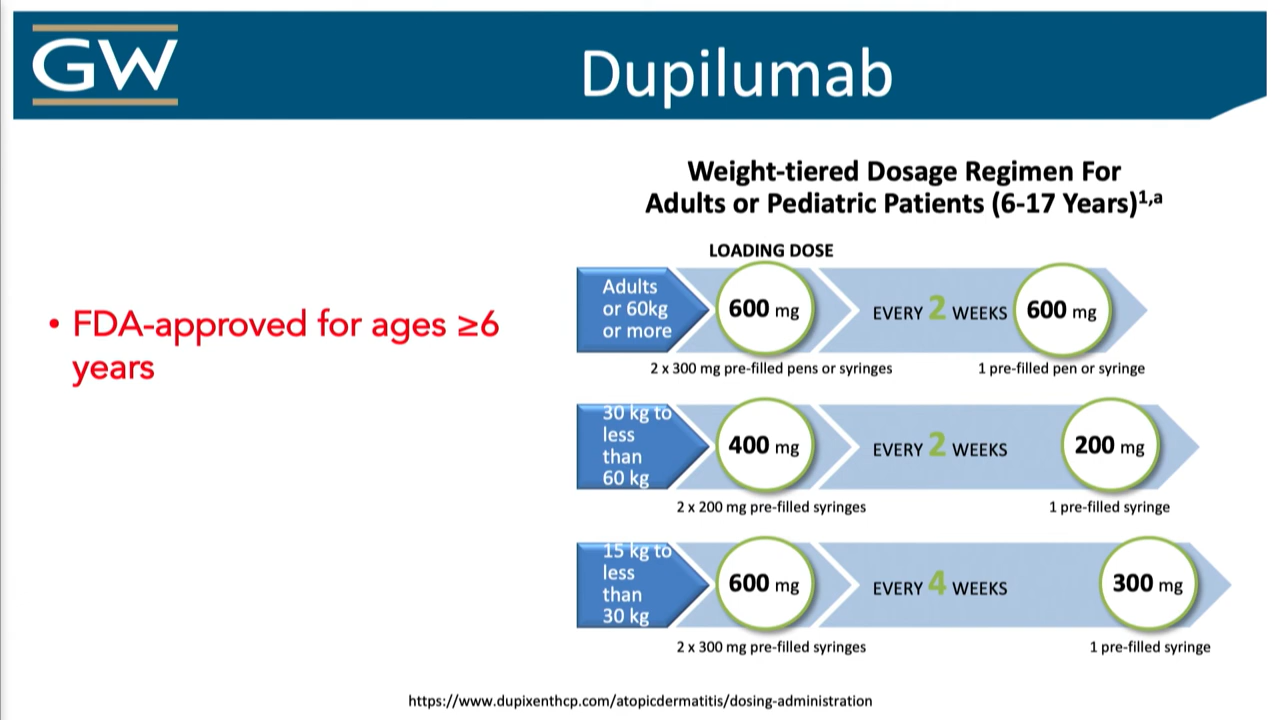 GW
Dupilumab
• FDA-approved for ages ≥6
years
Weight-tiered Dosage Regimen For
Adults or Pediatric Patients (6-17 Years)1,a
LOADING DOSE
Adults
or 60kg
or more
600 mg
EVERY 2 WEEKS
600 mg
2 x 300 mg pre-filled pens or syringes
1 pre-filled pen or syringe
30 kg to
less
than
60 kg
400 mg
EVERY 2 WEEKS
200 mg
2 x 200 mg pre-filled syringes
1 pre-filled syringe
15 kg to
less
than
30 kg
600 mg
EVERY 4 WEEKS
300 mg
2 x 300 mg pre-filled syringes
1 pre-filled syringe
https://www.dupixenthcp.com/atopicdermatitis/dosing-administration